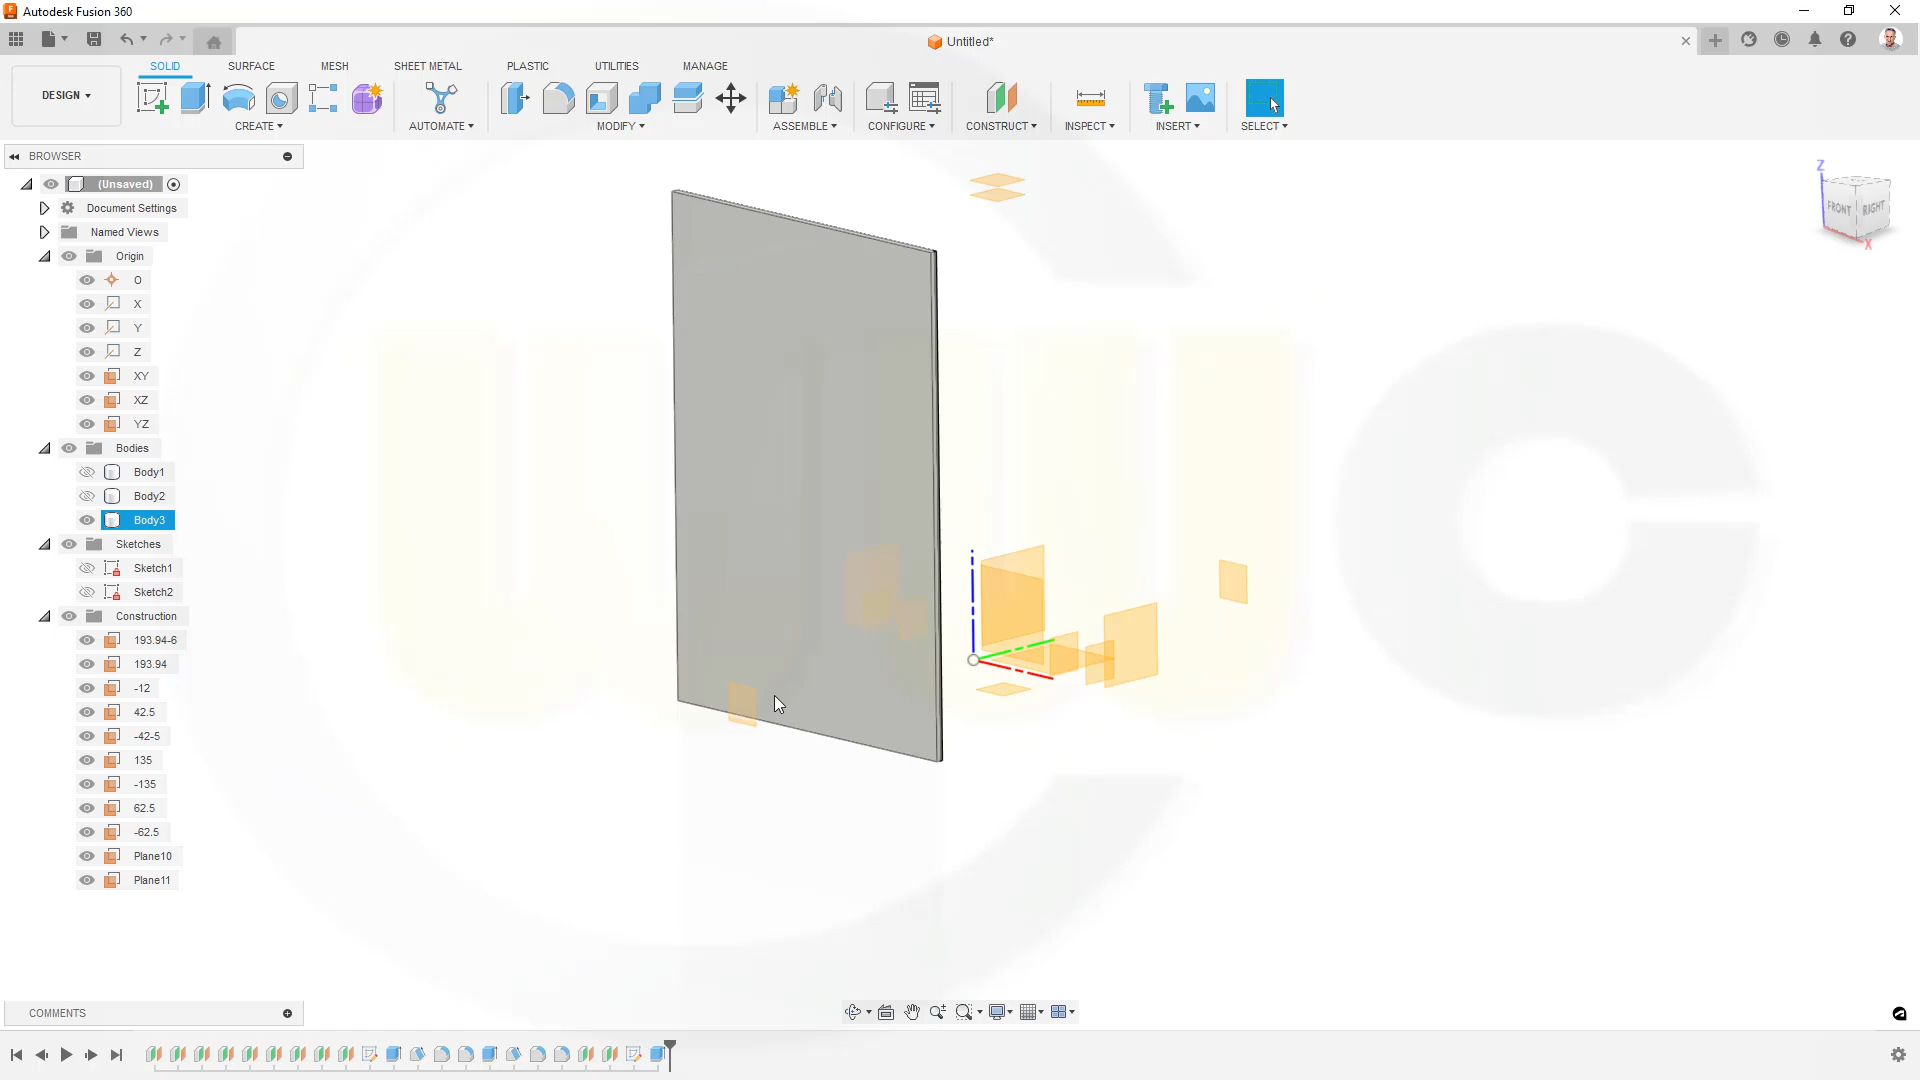 Autodesk Fusion 360
Untitled*
SOLID SURFACE MESH SHEET METAL PLASTIC UTILITIES MANAGE
DESIGN
CREATE AUTOMATE MODIFY ASSEMBLE CONFIGURE CONSTRUCT INSPECT INSERT SELECT
BROWSER
(Unsaved)
Document Settings
Named Views
Origin
O
X
Y
Z
XY
XZ
YZ
Bodies
Body1
Body2
Body3
Sketches
Sketch1
Sketch2
Construction
193.94-6
193.94
-12
42.5
-42-5
135
-135
62.5
-62.5
Plane10
Plane11
Z
FRONT RIGHT
X
COMMENTS